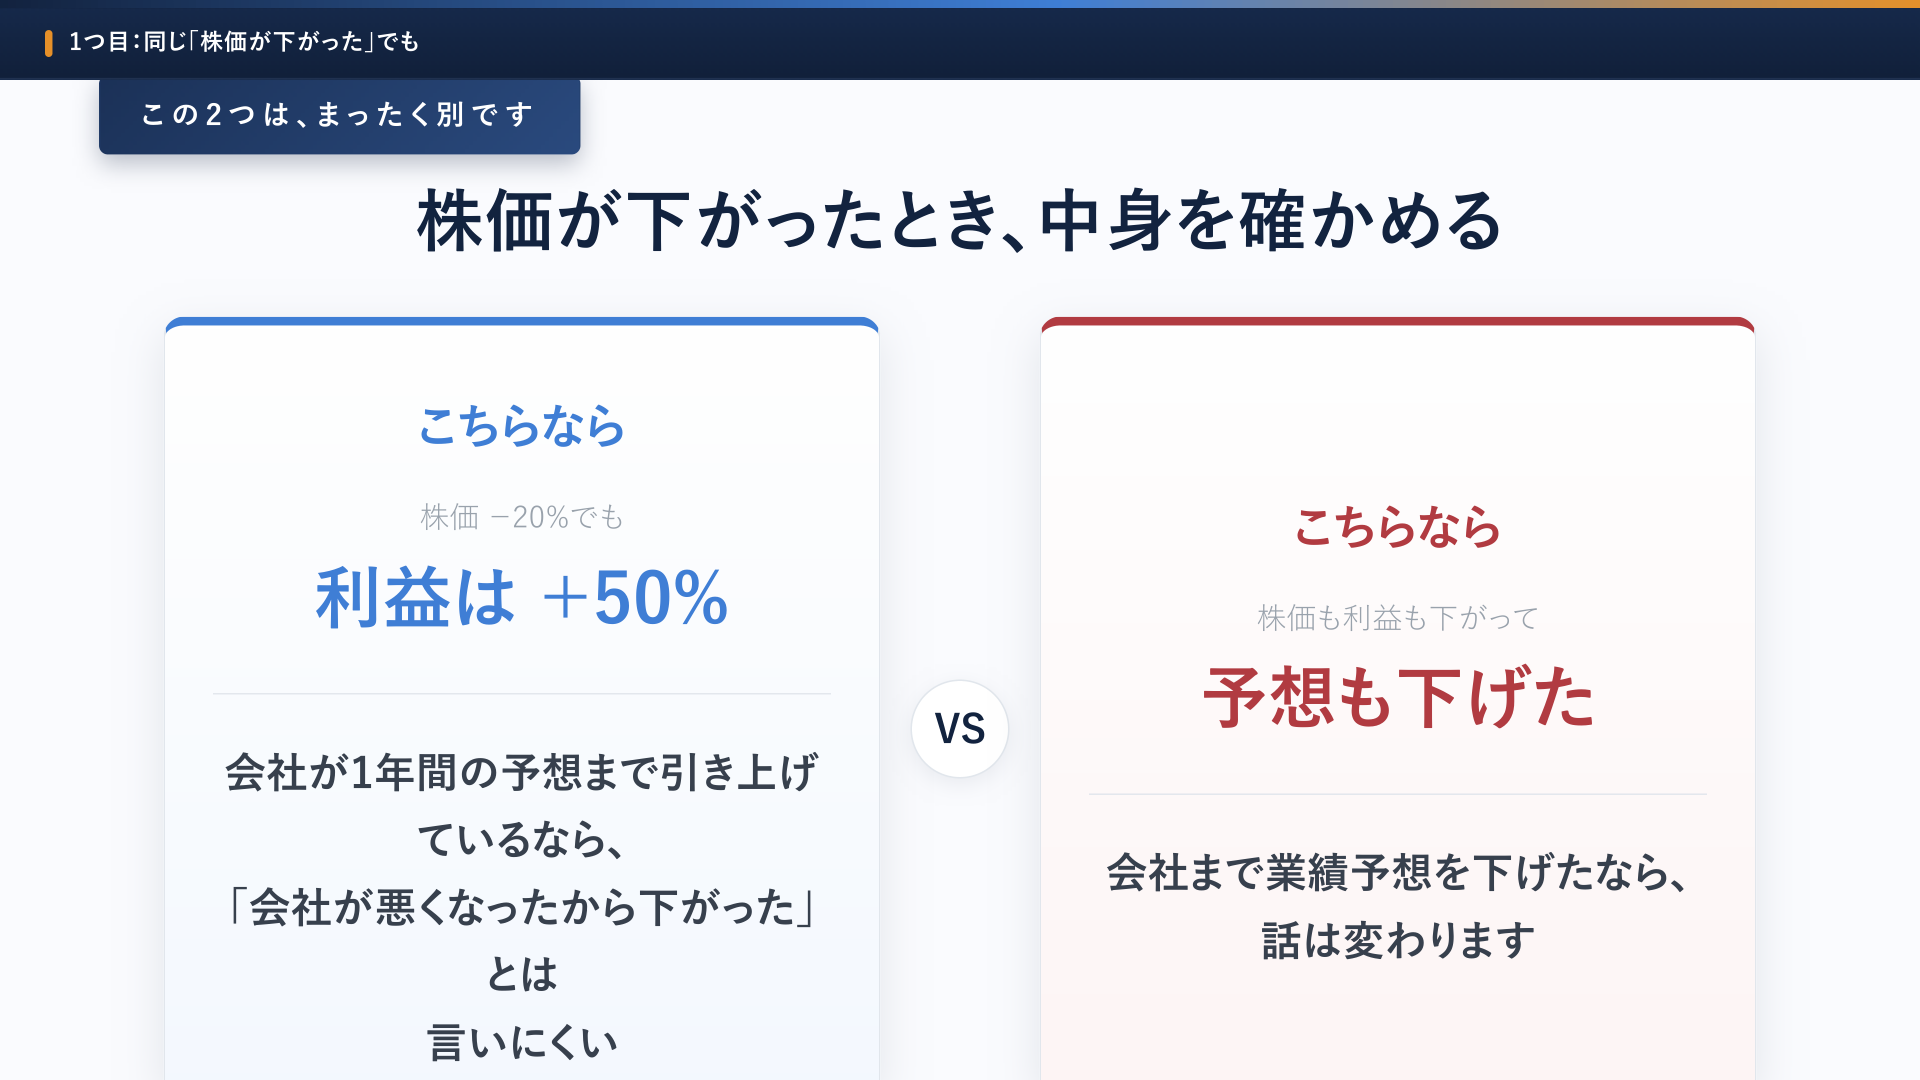 1つ目：同じ「株価が下がった」でも
この2つは、まったく別です
株価が下がったとき、中身を確かめる
こちらなら
株価 −20%でも
利益は +50%
会社が1年間の予想まで引き上げ
ているなら、
「会社が悪くなったから下がった」
とは
言いにくい
VS
こちらなら
株価も利益も下がって
予想も下げた
会社まで業績予想を下げたなら、
話は変わります